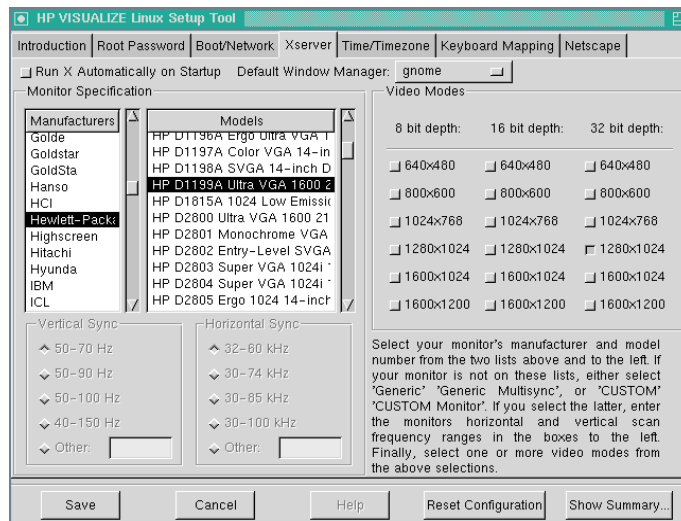 HP VISUALIZE Linux Setup Tool
Introduction Root Password Boot/Network Xserver Time/Timezone Keyboard Mapping Netscape
Run X Automatically on Startup Default Window Manager: gnome
Monitor Specification
Manufacturers
Golde
Goldstar
GoldSta
Hanso
HCI
Hewlett-Packa
Highscreen
Hitachi
Hyunda
IBM
ICL
Models
HP D1196A Ergo Ultra VGA 1
HP D1197A Color VGA 14-in
HP D1198A SVGA 14-inch D
HP D1199A Ultra VGA 1600 2
HP D1815A 1024 Low Emissic
HP D2800 Ultra VGA 1600 21
HP D2801 Monochrome VGA
HP D2802 Entry-Level SVGA
HP D2803 Super VGA 1024i
HP D2804 Super VGA 1024i
HP D2805 Ergo 1024 14-inch
Vertical Sync
50-70 Hz
50-90 Hz
50-100 Hz
40-150 Hz
Other:
Horizontal Sync
32-60 kHz
30-74 kHz
30-85 kHz
30-100 kHz
Other:
Video Modes
8 bit depth: 16 bit depth: 32 bit depth:
640x480 640x480 640x480
800x600 800x600 800x600
1024x768 1024x768 1024x768
1280x1024 1280x1024 1280x1024
1600x1024 1600x1024 1600x1024
1600x1200 1600x1200 1600x1200
Select your monitor's manufacturer and model
number from the two lists above and to the left. If
your monitor is not on these lists, either select
'Generic' 'Generic Multisync', or 'CUSTOM'
'CUSTOM Monitor'. If you select the latter, enter
the monitors horizontal and vertical scan
frequency ranges in the boxes to the left.
Finally, select one or more video modes from
the above selections.
Save Cancel Help Reset Configuration Show Summary...